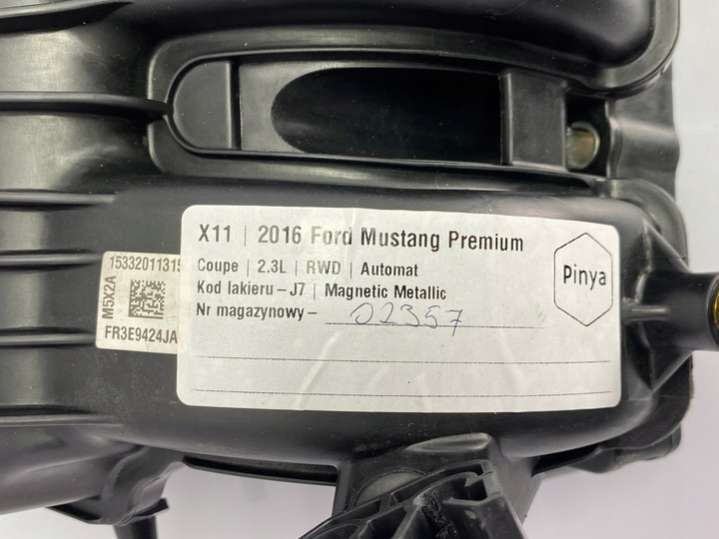 X11 | 2016 Ford Mustang Premium
Coupe | 2.3L | RWD | Automat
Kod lakieru – J7 | Magnetic Metallic
Nr magazynowy – 02357
Pinya
M5X2A
15332011315
FR3E9424JA